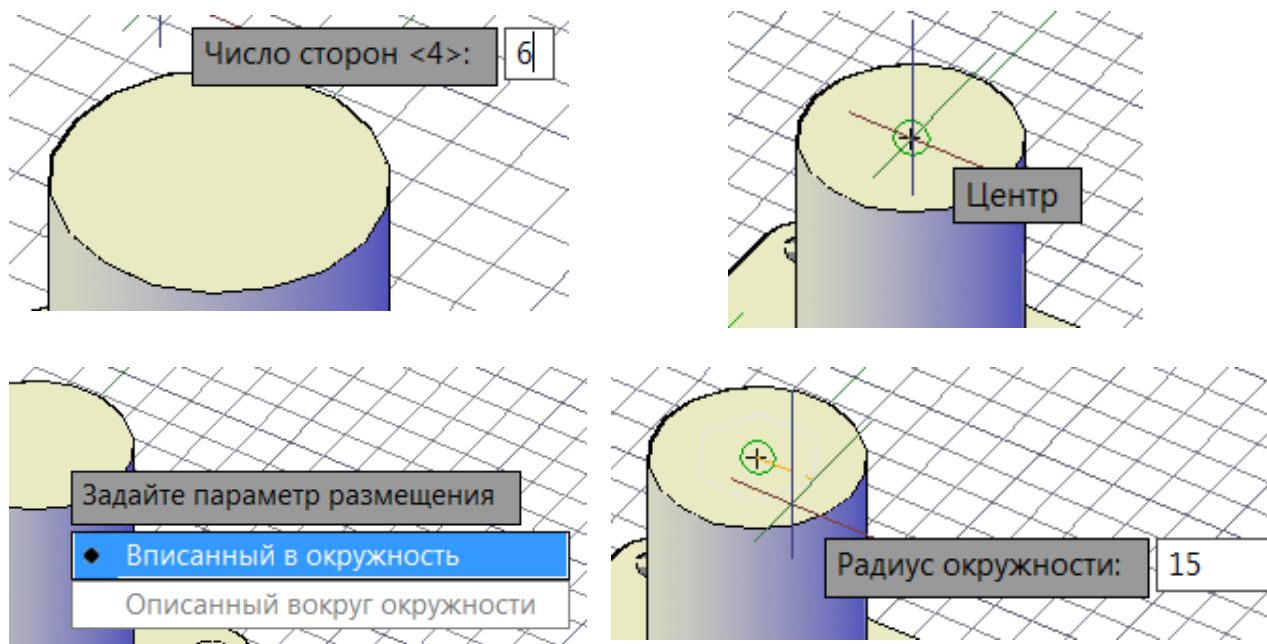 Число сторон <4>: 6
Центр
Задайте параметр размещения
Вписанный в окружность
Описанный вокруг окружности
Радиус окружности: 15